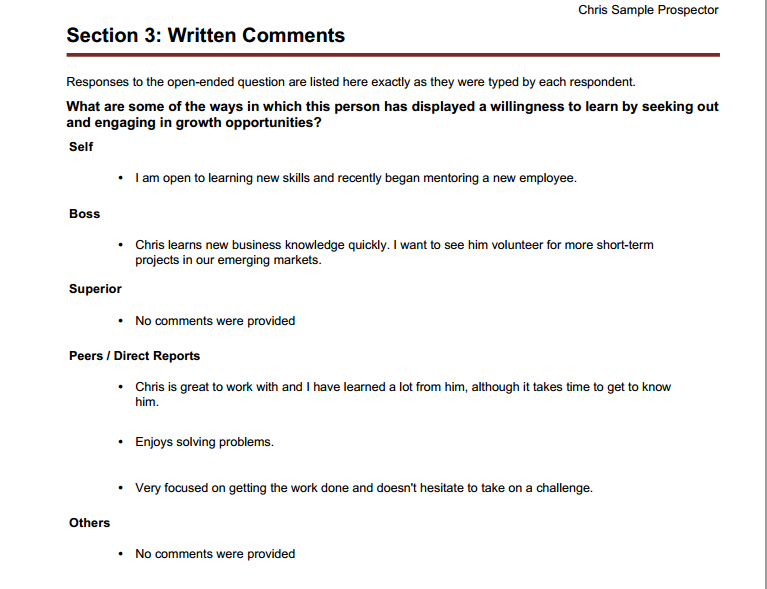 Chris Sample Prospector
Section 3: Written Comments
Responses to the open-ended question are listed here exactly as they were typed by each respondent.
What are some of the ways in which this person has displayed a willingness to learn by seeking out
and engaging in growth opportunities?
Self
• I am open to learning new skills and recently began mentoring a new employee.
Boss
• Chris learns new business knowledge quickly. I want to see him volunteer for more short-term
projects in our emerging markets.
Superior
• No comments were provided
Peers / Direct Reports
• Chris is great to work with and I have learned a lot from him, although it takes time to get to know
him.
• Enjoys solving problems.
• Very focused on getting the work done and doesn't hesitate to take on a challenge.
Others
• No comments were provided